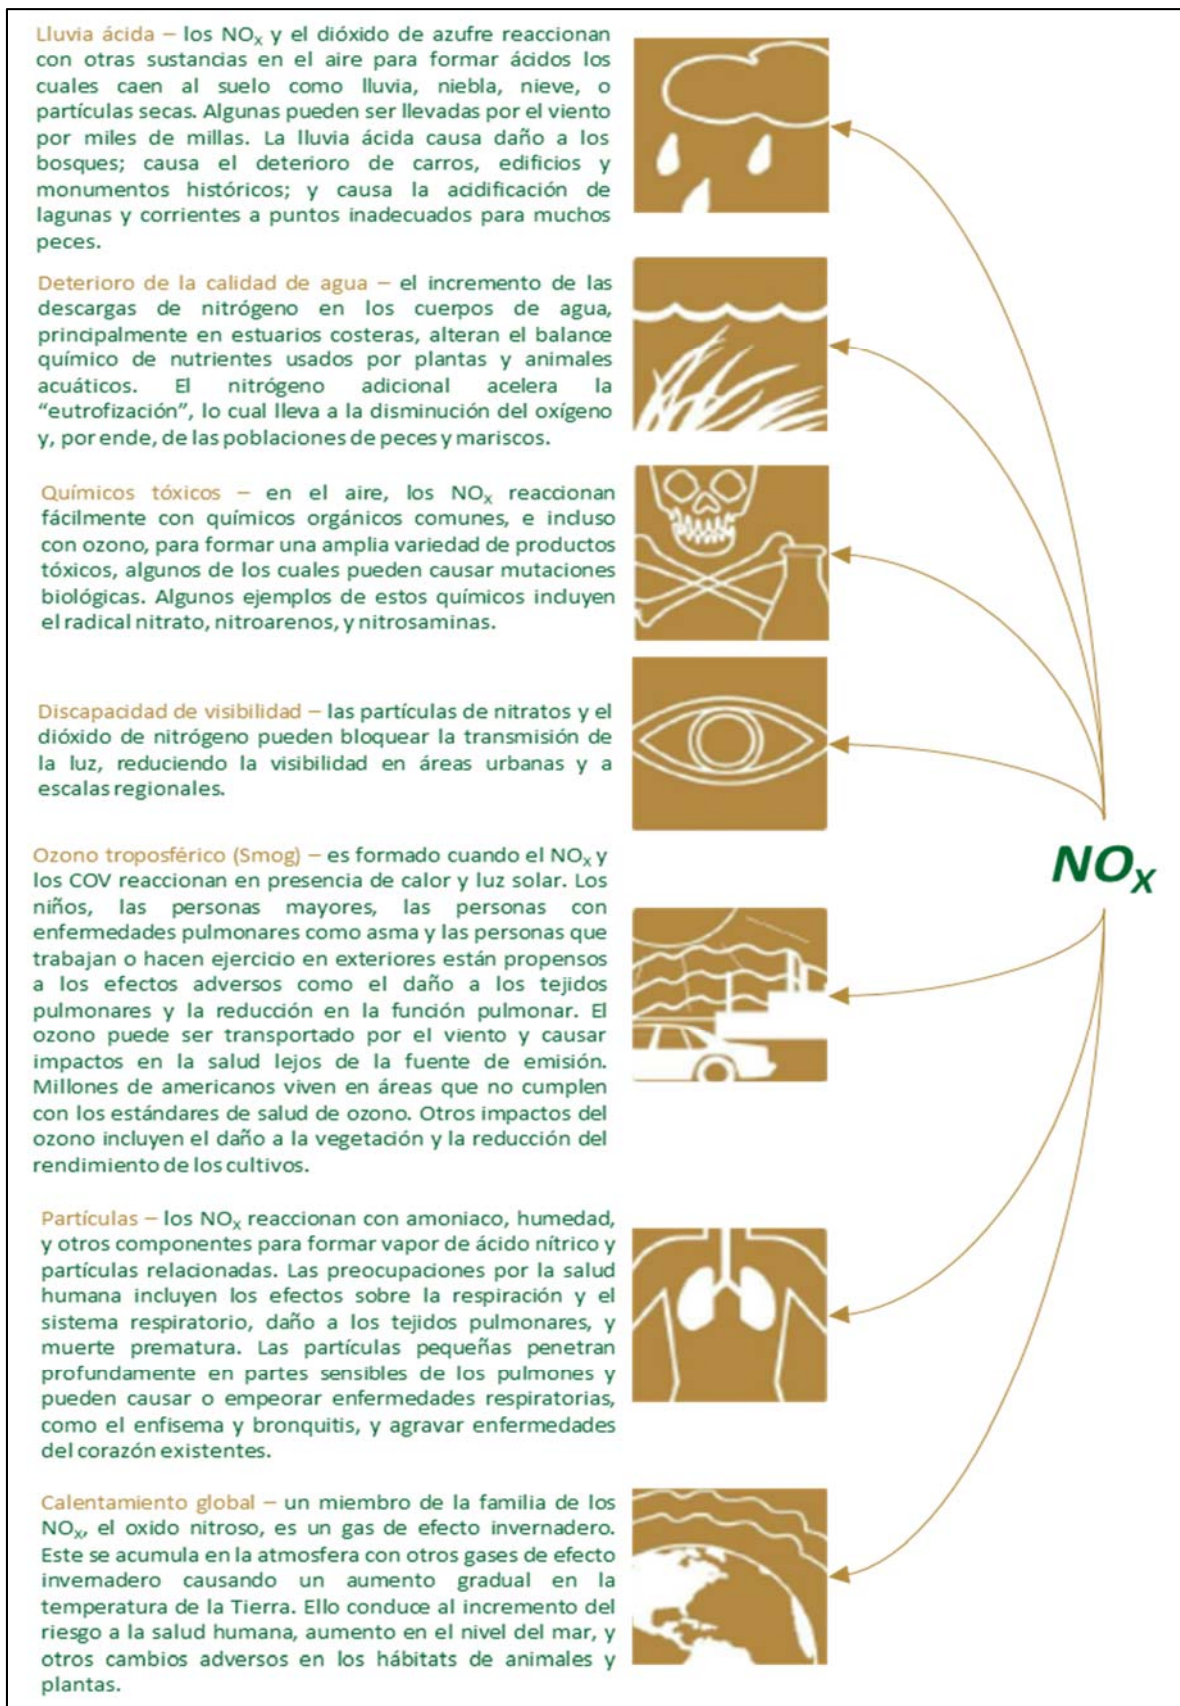 Lluvia ácida – los NOX y el dióxido de azufre reaccionan
con otras sustancias en el aire para formar ácidos los
cuales caen al suelo como lluvia, niebla, nieve, o
partículas secas. Algunas pueden ser llevadas por el viento
por miles de millas. La lluvia ácida causa daño a los
bosques; causa el deterioro de carros, edificios y
monumentos históricos; y causa la acidificación de
lagunas y corrientes a puntos inadecuados para muchos
peces.
Deterioro de la calidad de agua – el incremento de las
descargas de nitrógeno en los cuerpos de agua,
principalmente en estuarios costeras, alteran el balance
químico de nutrientes usados por plantas y animales
acuáticos. El nitrógeno adicional acelera la
“eutrofización”, lo cual lleva a la disminución del oxígeno
y, por ende, de las poblaciones de peces y mariscos.
Químicos tóxicos – en el aire, los NOX reaccionan
fácilmente con químicos orgánicos comunes, e incluso
con ozono, para formar una amplia variedad de productos
tóxicos, algunos de los cuales pueden causar mutaciones
biológicas. Algunos ejemplos de estos químicos incluyen
el radical nitrato, nitroarenos, y nitrosaminas.
Discapacidad de visibilidad – las partículas de nitratos y el
dióxido de nitrógeno pueden bloquear la transmisión de
la luz, reduciendo la visibilidad en áreas urbanas y a
escalas regionales.
NOX
Ozono troposférico (Smog) – es formado cuando el NOX y
los COV reaccionan en presencia de calor y luz solar. Los
niños, las personas mayores, las personas con
enfermedades pulmonares como asma y las personas que
trabajan o hacen ejercicio en exteriores están propensos
a los efectos adversos como el daño a los tejidos
pulmonares y la reducción en la función pulmonar. El
ozono puede ser transportado por el viento y causar
impactos en la salud lejos de la fuente de emisión.
Millones de americanos viven en áreas que no cumplen
con los estándares de salud de ozono. Otros impactos del
ozono incluyen el daño a la vegetación y la reducción del
rendimiento de los cultivos.
Partículas – los NOX reaccionan con amoniaco, humedad,
y otros componentes para formar vapor de ácido nítrico y
partículas relacionadas. Las preocupaciones por la salud
humana incluyen los efectos sobre la respiración y el
sistema respiratorio, daño a los tejidos pulmonares, y
muerte prematura. Las partículas pequeñas penetran
profundamente en partes sensibles de los pulmones y
pueden causar o empeorar enfermedades respiratorias,
como el enfisema y bronquitis, y agravar enfermedades
del corazón existentes.
Calentamiento global – un miembro de la familia de los
NOX, el oxido nitroso, es un gas de efecto invernadero.
Este se acumula en la atmosfera con otros gases de efecto
invernadero causando un aumento gradual en la
temperatura de la Tierra. Ello conduce al incremento del
riesgo a la salud humana, aumento en el nivel del mar, y
otros cambios adversos en los hábitats de animales y
plantas.